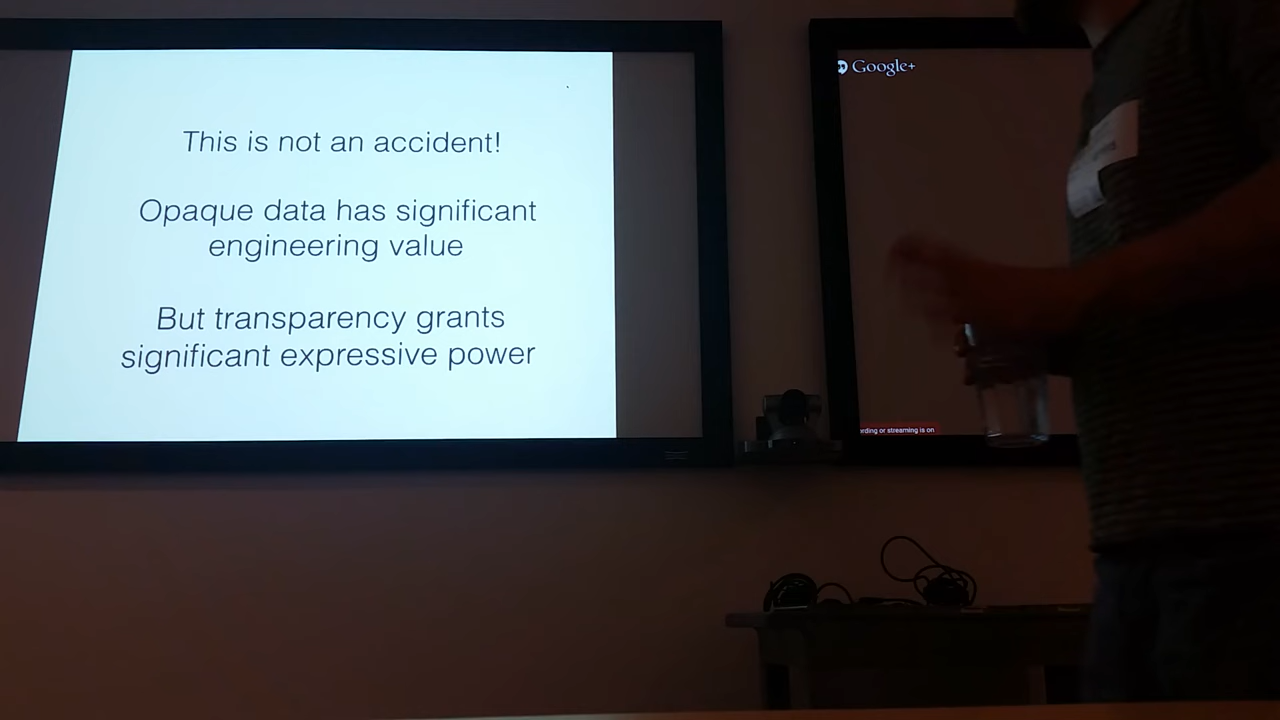 This is not an accident!
Opaque data has significant
engineering value
But transparency grants
significant expressive power
Google+
rding or streaming is on